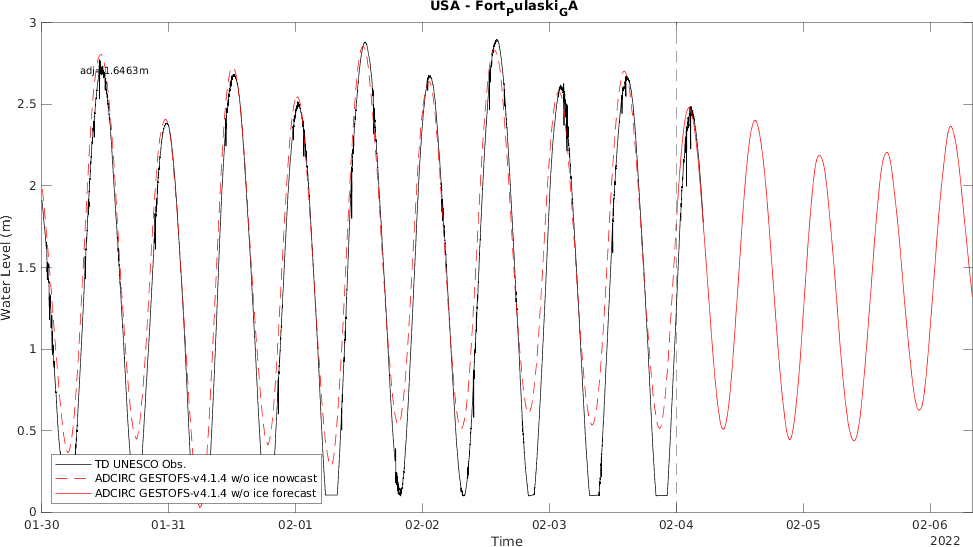 USA - Fort_Pulaski_GA
3
2.5
2
1.5
1
0.5
0
Water Level (m)
adj=1.6463m
TD UNESCO Obs.
ADCIRC GESTOFS-v4.1.4 w/o ice nowcast
ADCIRC GESTOFS-v4.1.4 w/o ice forecast
01-30 01-31 02-01 02-02 02-03 02-04 02-05 02-06
Time
2022